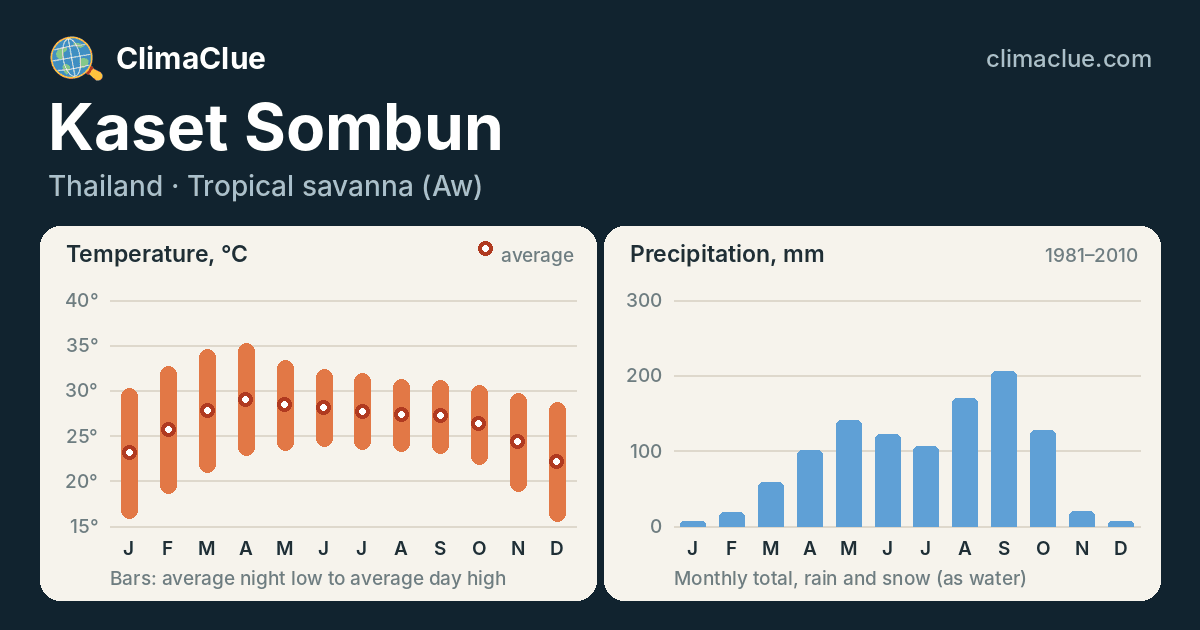 ClimaClue
climaclue.com
Kaset Sombun
Thailand · Tropical savanna (Aw)
Temperature, °C
average
40°
35°
30°
25°
20°
15°
J F M A M J J A S O N D
Bars: average night low to average day high
Precipitation, mm
1981–2010
300
200
100
0
J F M A M J J A S O N D
Monthly total, rain and snow (as water)